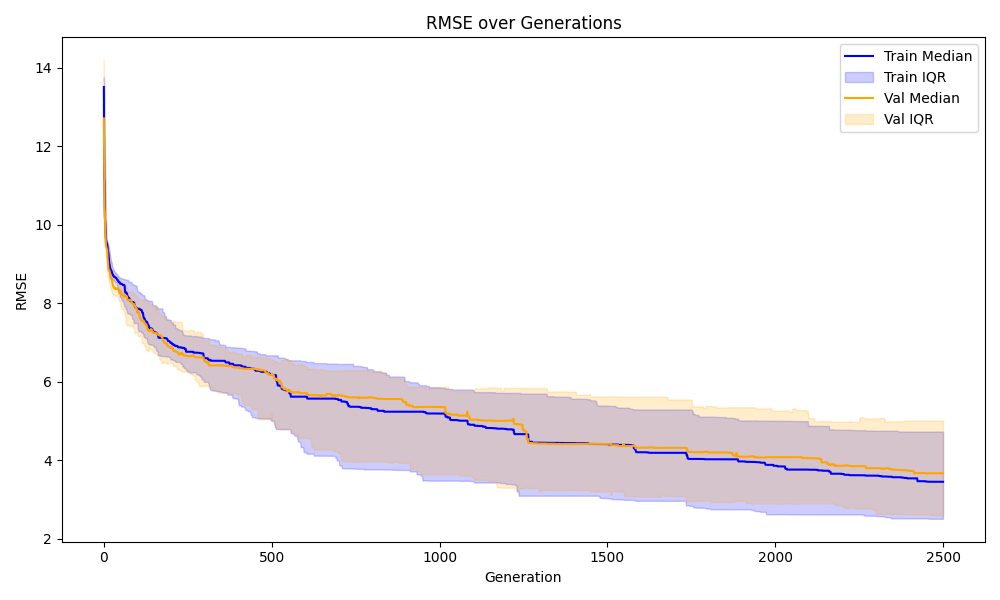 RMSE over Generations
RMSE
14
12
10
8
6
4
2
0
500
1000
1500
2000
2500
Generation
Train Median
Train IQR
Val Median
Val IQR